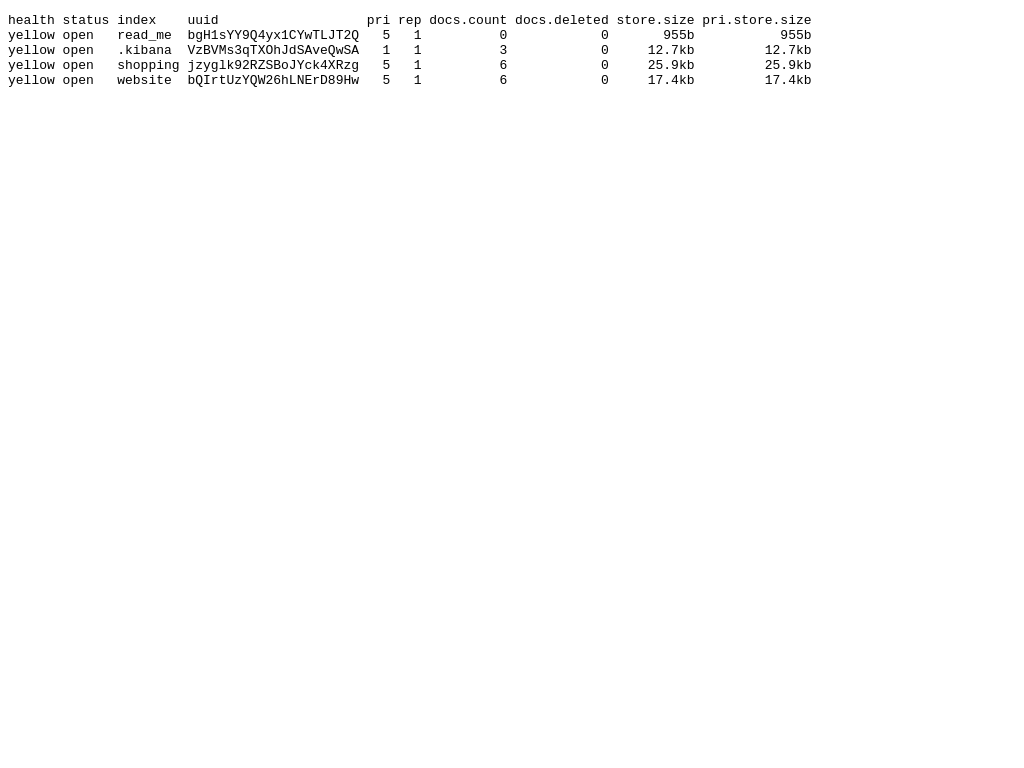 health status index    uuid                   pri rep docs.count docs.deleted store.size pri.store.size
yellow open   read_me  bgH1sYY9Q4yx1CYwTLJT2Q   5   1          0            0       955b           955b
yellow open   .kibana  VzBVMs3qTXOhJdSAveQwSA   1   1          3            0     12.7kb         12.7kb
yellow open   shopping jzyglk92RZSBoJYck4XRzg   5   1          6            0     25.9kb         25.9kb
yellow open   website  bQIrtUzYQW26hLNErD89Hw   5   1          6            0     17.4kb         17.4kb